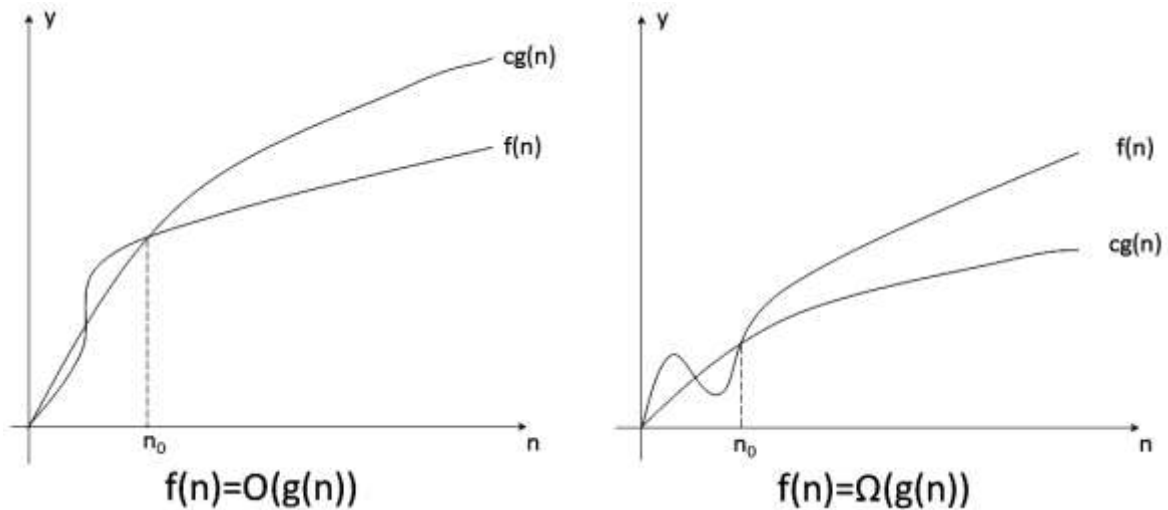 y
cg(n)
f(n)
n₀
n
f(n)=O(g(n))
y
f(n)
cg(n)
n₀
n
f(n)=Ω(g(n))